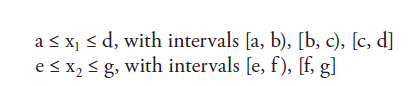 a ≤ x₁ ≤ d, with intervals [a, b), [b, c), [c, d]
e ≤ x₂ ≤ g, with intervals [e, f), [f, g]